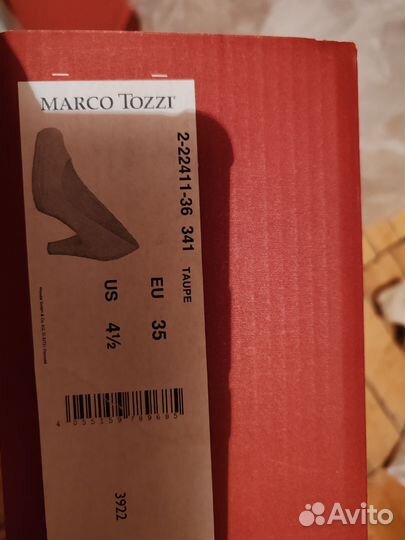 MARCO TOZZI
2-22411-36 341
TAUPE
EU 35
US 4½
3922
Avito